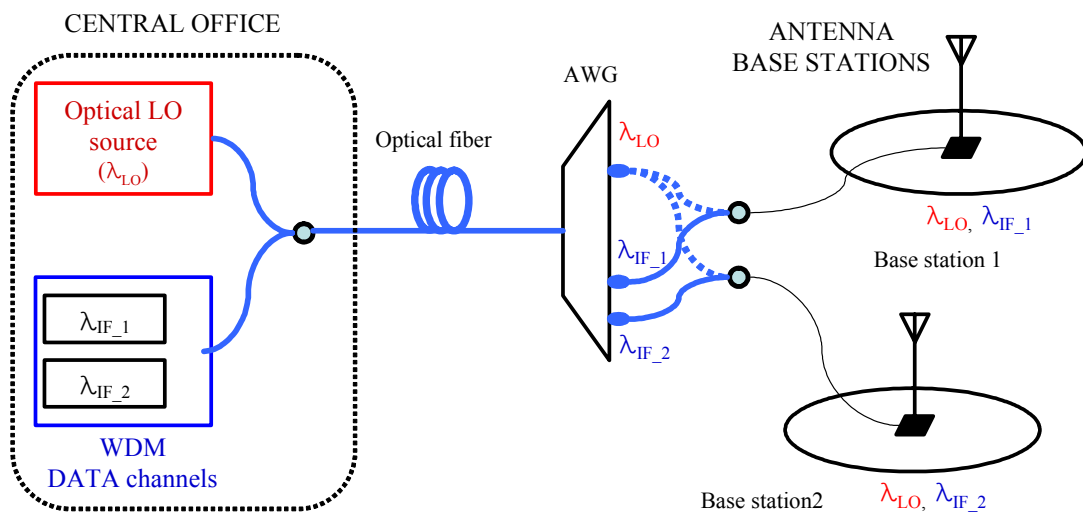 CENTRAL OFFICE
Optical LO
source
(λLO)
λIF_1
λIF_2
WDM
DATA channels
Optical fiber
AWG
λLO
λIF_1
λIF_2
ANTENNA
BASE STATIONS
λLO, λIF_1
Base station 1
Base station2
λLO, λIF_2